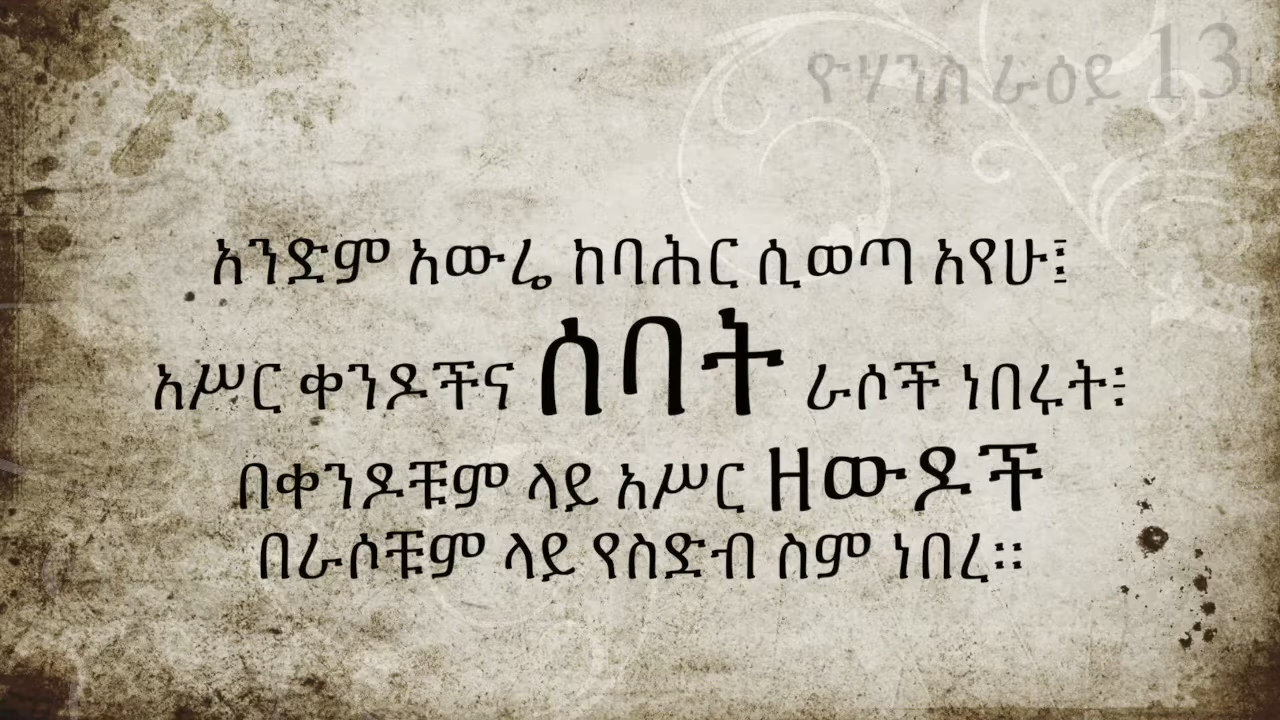 ዮሃንስ ራዕይ 13
አንድም አውሬ ከባሕር ሲወጣ አየሁ፤
አሥር ቀንዶችና ሰባት ራሶች ነበሩት፥
በቀንዶቹም ላይ አሥር ዘውዶች
በራሶቹም ላይ የስድብ ስም ነበረ።